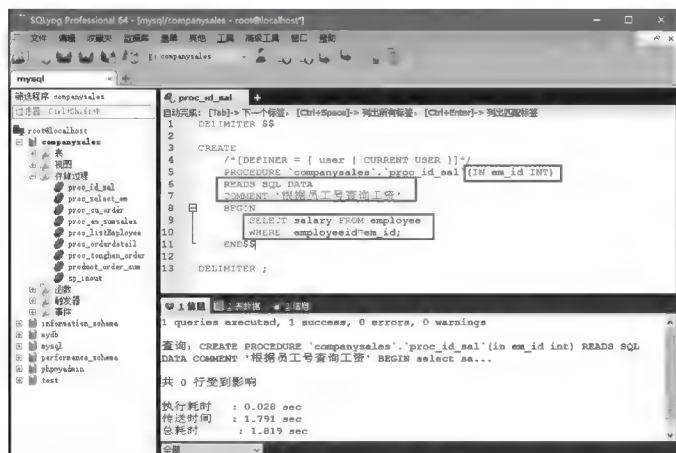 SQLyog Professional 64 - [mysql/companysales - root@localhost*]
文件 编辑 收藏夹 数据库 表单 其他 工具 高级工具 窗口 帮助
companysales
mysql
筛选程序 companysales
过滤器 (Ctrl+Shift+B)
root@localhost
companysales
表
视图
存储过程
proc_id_sal
proc_select_em
proc_cu_order
proc_em_sumsales
proc_listEmployee
proc_orderdetail
proc_tonghan_order
product_order_sum
sp_inout
函数
触发器
事件
information_schema
mydb
mysql
performance_schema
phpmyadmin
test
proc_id_sal
自动完成: [Tab]-> 下一个标签, [Ctrl+Space]-> 列出所有标签, [Ctrl+Enter]-> 列出匹配标签
1 DELIMITER $$
2
3 CREATE
4 /*[DEFINER = { user | CURRENT_USER }]*/
5 PROCEDURE `companysales`.`proc_id_sal`(IN em_id INT)
6 READS SQL DATA
7 COMMENT '根据员工号查询工资'
8 BEGIN
9 SELECT salary FROM employee
10 WHERE employeeid=em_id;
11 END$$
12
13 DELIMITER ;
1 信息 2 表数据 3 信息
1 queries executed, 1 success, 0 errors, 0 warnings
查询: CREATE PROCEDURE `companysales`.`proc_id_sal`(in em_id int) READS SQL
DATA COMMENT '根据员工号查询工资' BEGIN select sa...
共 0 行受到影响
执行耗时 : 0.028 sec
传送时间 : 1.791 sec
总耗时 : 1.819 sec
全部